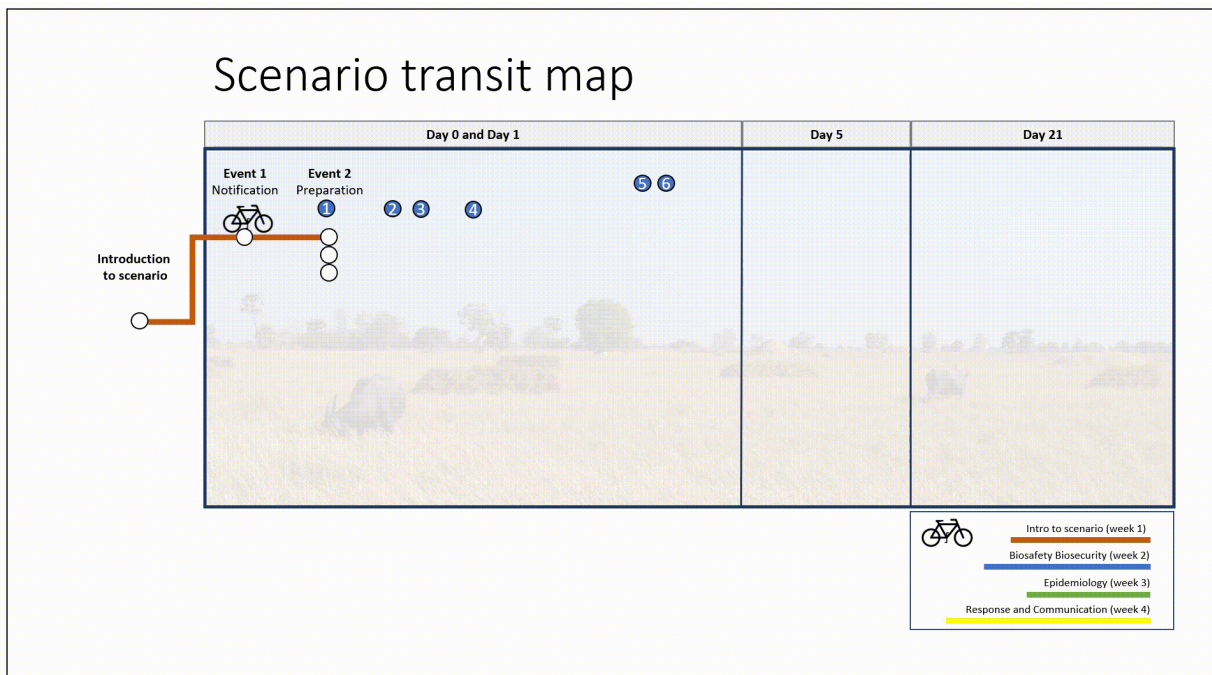 Scenario transit map
Day 0 and Day 1
Day 5
Day 21
Event 1
Notification
Event 2
Preparation
1
2
3
4
5
6
Introduction
to scenario
Intro to scenario (week 1)
Biosafety Biosecurity (week 2)
Epidemiology (week 3)
Response and Communication (week 4)